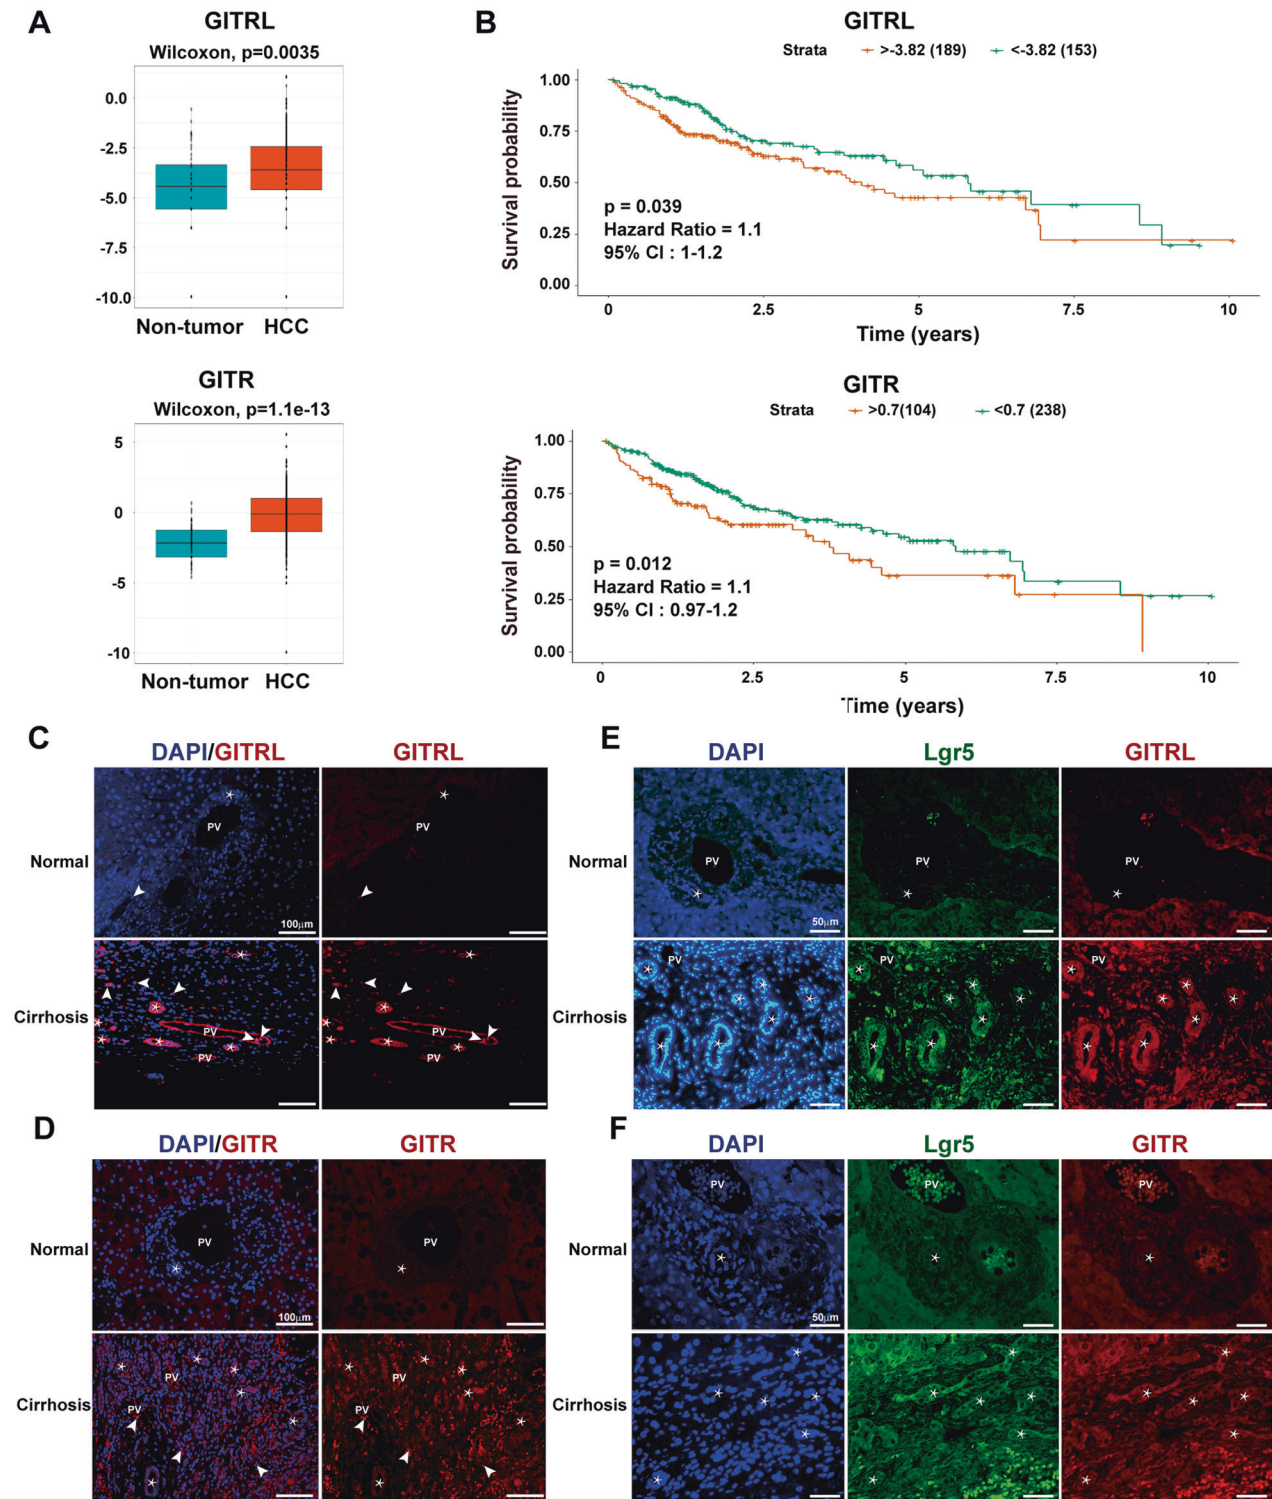 A
GITRL
Wilcoxon, p=0.0035
0.0
-2.5
-5.0
-7.5
-10.0
Non-tumor HCC
GITR
Wilcoxon, p=1.1e-13
5
0
-5
-10
Non-tumor HCC
B
GITRL
Strata >-3.82 (189) <-3.82 (153)
Survival probability
1.00
0.75
0.50
0.25
0.00
p = 0.039
Hazard Ratio = 1.1
95% CI : 1-1.2
0 2.5 5 7.5 10
Time (years)
GITR
Strata >0.7(104) <0.7 (238)
Survival probability
1.00
0.75
0.50
0.25
0.00
p = 0.012
Hazard Ratio = 1.1
95% CI : 0.97-1.2
0 2.5 5 7.5 10
Time (years)
C
DAPI/GITRL GITRL
Normal
PV
100µm
PV
Cirrhosis
PV
PV
PV
PV
D
DAPI/GITR GITR
Normal
PV
100µm
PV
Cirrhosis
PV
PV
PV
PV
E
DAPI Lgr5 GITRL
Normal
PV
50µm
PV
PV
Cirrhosis
PV
PV
PV
F
DAPI Lgr5 GITR
Normal
PV
50µm
PV
PV
Cirrhosis